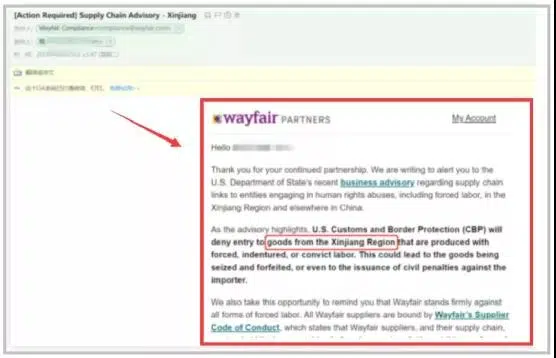 [Action Required] Supply Chain Advisory - Xinjiang
Wayfair Compliance
wayfair PARTNERS
My Account
Hello
Thank you for your continued partnership. We are writing to alert you to the
U.S. Department of State's recent business advisory regarding supply chain
links to entities engaging in human rights abuses, including forced labor, in the
Xinjiang Region and elsewhere in China.
As the advisory highlights, U.S. Customs and Border Protection (CBP) will
deny entry to goods from the Xinjiang Region that are produced with
forced, indentured, or convict labor. This could lead to the goods being
seized and forfeited, or even to the issuance of civil penalties against the
importer.
We also take this opportunity to remind you that Wayfair stands firmly against
all forms of forced labor. All Wayfair suppliers are bound by Wayfair's Supplier
Code of Conduct, which states that Wayfair suppliers, and their supply chain,